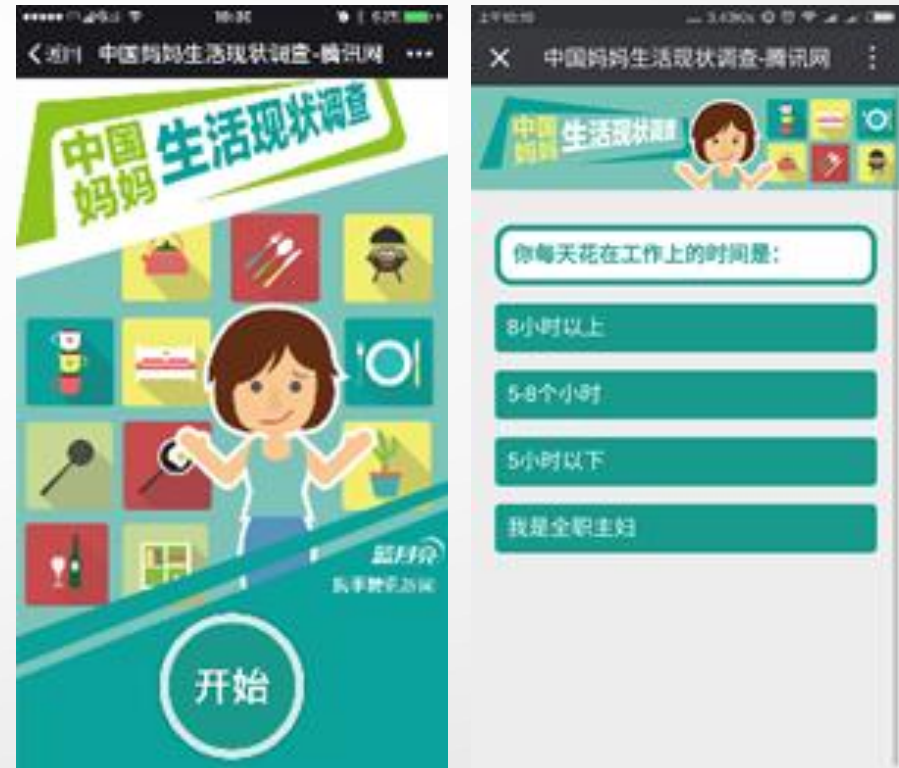 16:36
中国妈妈生活现状调查-腾讯网
中国
妈妈
生活现状调查
蓝月亮
开始
中国妈妈生活现状调查-腾讯网
中国
妈妈
生活现状调查
你每天花在工作上的时间是：
8小时以上
5-8个小时
5小时以下
我是全职主妇